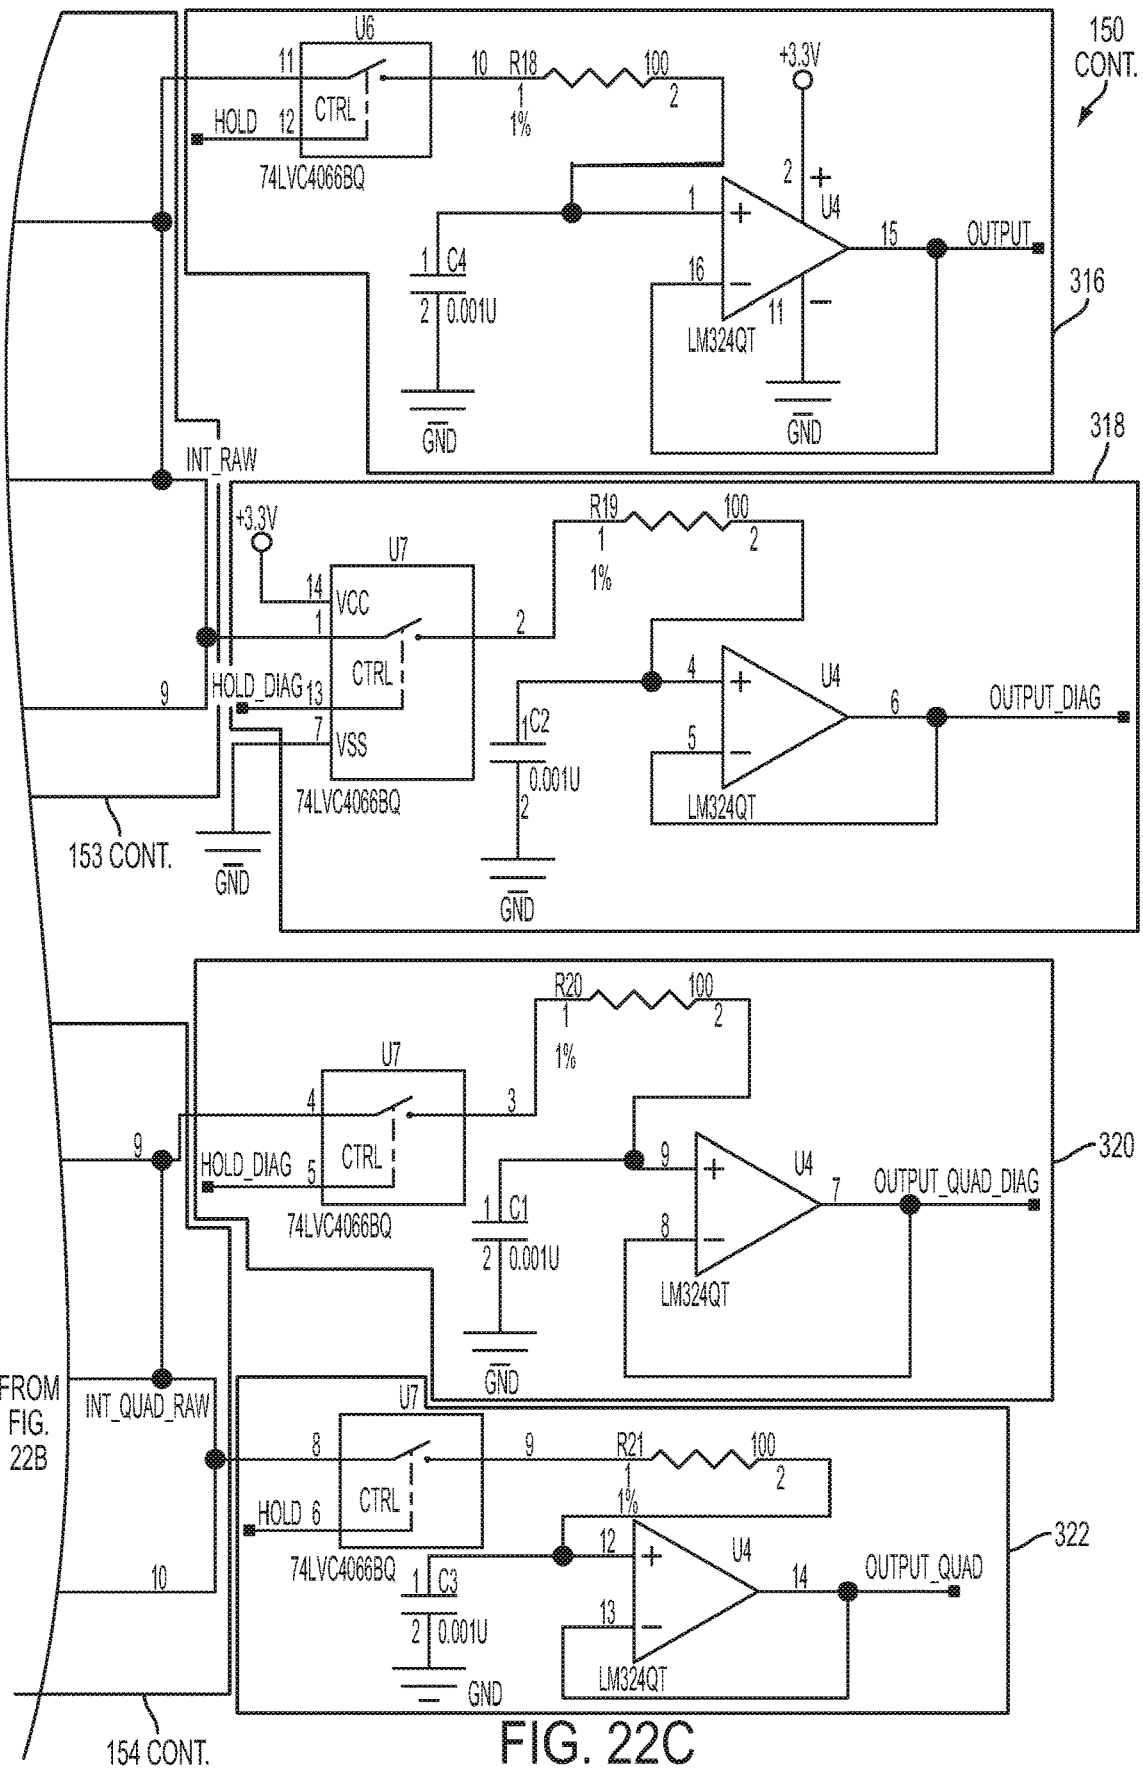 150
CONT.
U6
11
10
R18
100
1
2
1%
CTRL
HOLD
12
74LVC4066BQ
+3.3V
2
+
U4
1
+
15
OUTPUT
16
−
11
−
LM324QT
1
C4
2
0.001U
GND
GND
316
318
INT_RAW
+3.3V
U7
14
VCC
1
2
R19
100
1
2
1%
CTRL
9
HOLD_DIAG
13
7
VSS
74LVC4066BQ
GND
4
+
U4
6
OUTPUT_DIAG
5
−
LM324QT
1
C2
0.001U
2
GND
153 CONT.
R20
100
1
2
1%
U7
4
3
9
CTRL
HOLD_DIAG
5
74LVC4066BQ
9
+
U4
7
OUTPUT_QUAD_DIAG
8
−
LM324QT
1
C1
2
0.001U
GND
320
FROM
FIG.
22B
INT_QUAD_RAW
U7
8
9
R21
100
1
2
1%
CTRL
HOLD
6
74LVC4066BQ
10
12
+
U4
14
OUTPUT_QUAD
13
−
LM324QT
1
C3
2
0.001U
GND
322
154 CONT.
FIG. 22C